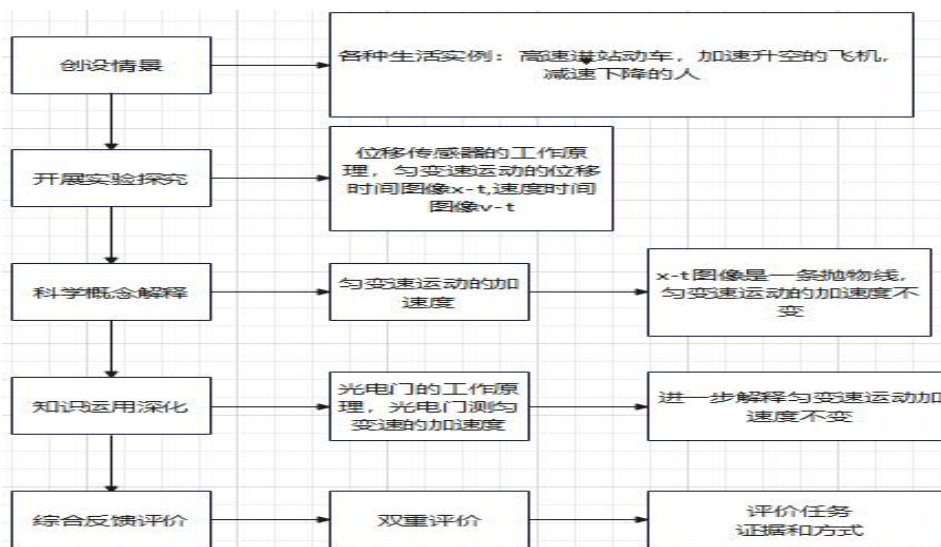 创设情景
各种生活实例：高速进站动车，加速升空的飞机，
减速下降的人
开展实验探究
位移传感器的工作原
理，匀变速运动的位移
时间图像x-t,速度时间
图像v-t
科学概念解释
匀变速运动的加
速度
x-t图像是一条抛物线，
匀变速运动的加速度不
变
知识运用深化
光电门的工作原
理，光电门测匀
变速的加速度
进一步解释匀变速运动加
速度不变
综合反馈评价
双重评价
评价任务
证据和方式